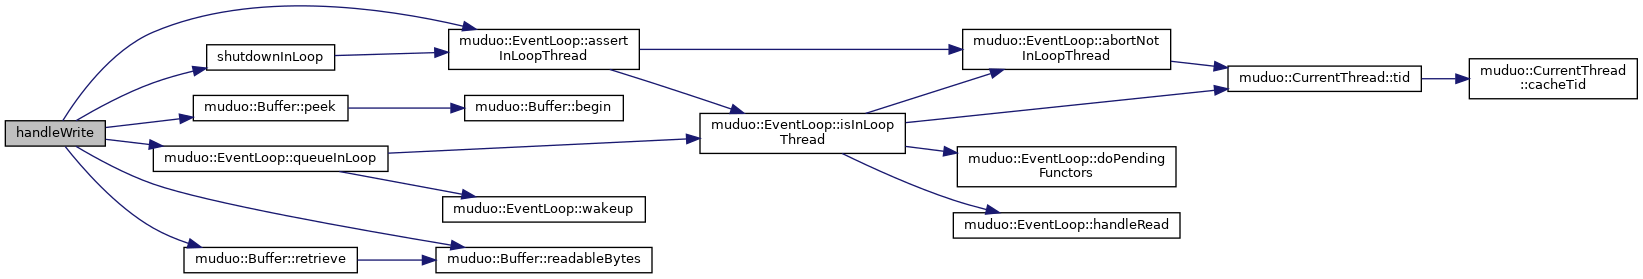 handleWrite
shutdownInLoop
muduo::Buffer::peek
muduo::EventLoop::queueInLoop
muduo::Buffer::retrieve
muduo::EventLoop::assert
InLoopThread
muduo::Buffer::begin
muduo::EventLoop::wakeup
muduo::Buffer::readableBytes
muduo::EventLoop::isInLoop
Thread
muduo::EventLoop::abortNot
InLoopThread
muduo::EventLoop::doPending
Functors
muduo::EventLoop::handleRead
muduo::CurrentThread::tid
muduo::CurrentThread
::cacheTid